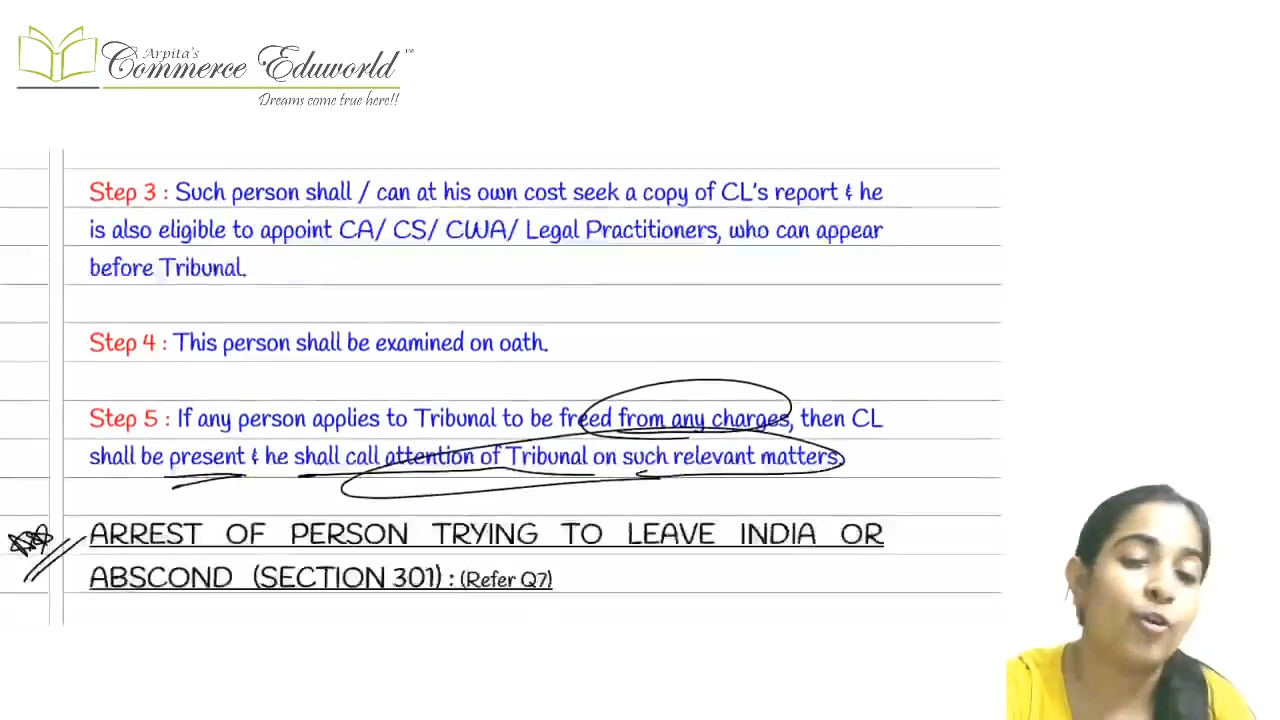 Arpita's
Commerce Eduworld™
Dreams come true here!!
Step 3 : Such person shall / can at his own cost seek a copy of CL's report & he
is also eligible to appoint CA/ CS/ CWA/ Legal Practitioners, who can appear
before Tribunal.
Step 4 : This person shall be examined on oath.
Step 5 : If any person applies to Tribunal to be freed from any charges, then CL
shall be present & he shall call attention of Tribunal on such relevant matters.
ARREST OF PERSON TRYING TO LEAVE INDIA OR
ABSCOND (SECTION 301) : (Refer Q7)